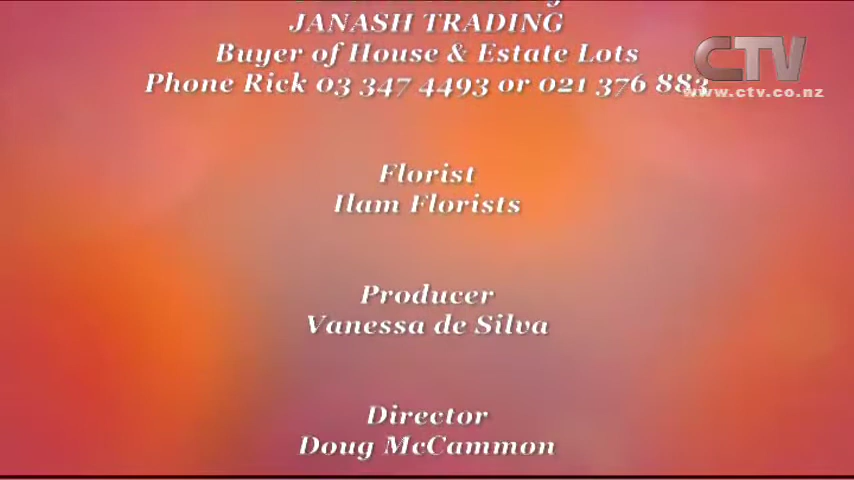 JANASH TRADING
Buyer of House & Estate Lots
Phone Rick 03 347 4493 or 021 376 883
CTV
www.ctv.co.nz
Florist
Ilam Florists
Producer
Vanessa de Silva
Director
Doug McCammon